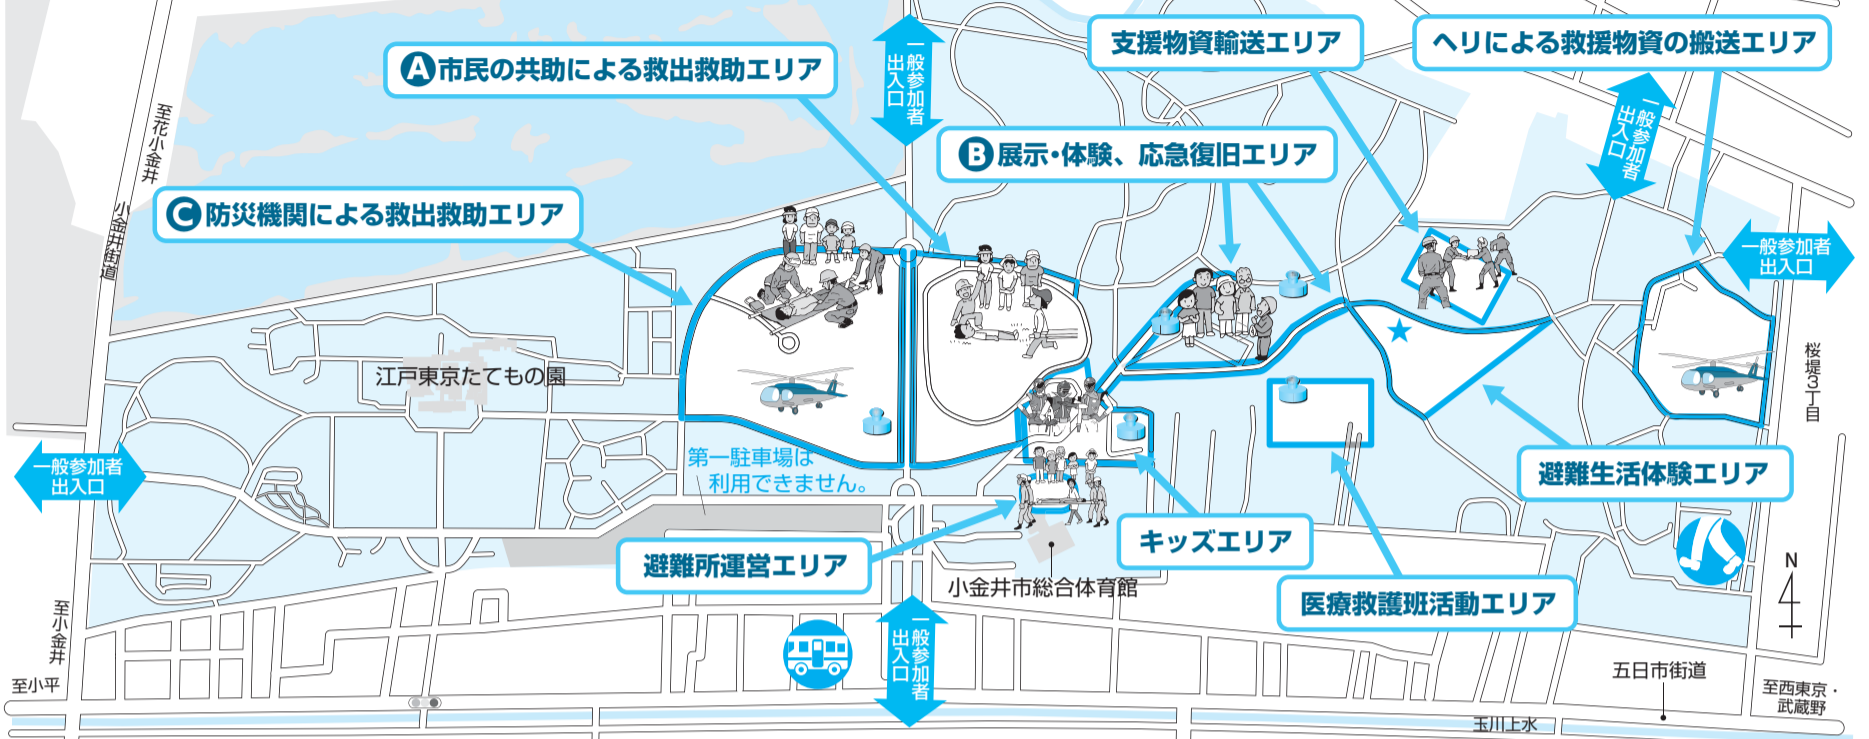 支援物資輸送エリア
ヘリによる救援物資の搬送エリア
A市民の共助による救出救助エリア
一般参加者
出入口
一般参加者
出入口
B展示・体験、応急復旧エリア
至花小金井
C防災機関による救出救助エリア
小金井街道
一般参加者
出入口
桜堤3丁目
江戸東京たてもの園
第一駐車場は
利用できません。
一般参加者
出入口
避難生活体験エリア
キッズエリア
避難所運営エリア
小金井市総合体育館
医療救護班活動エリア
N
至小金井
一般参加者
出入口
五日市街道
至小平
至西東京・
武蔵野
玉川上水